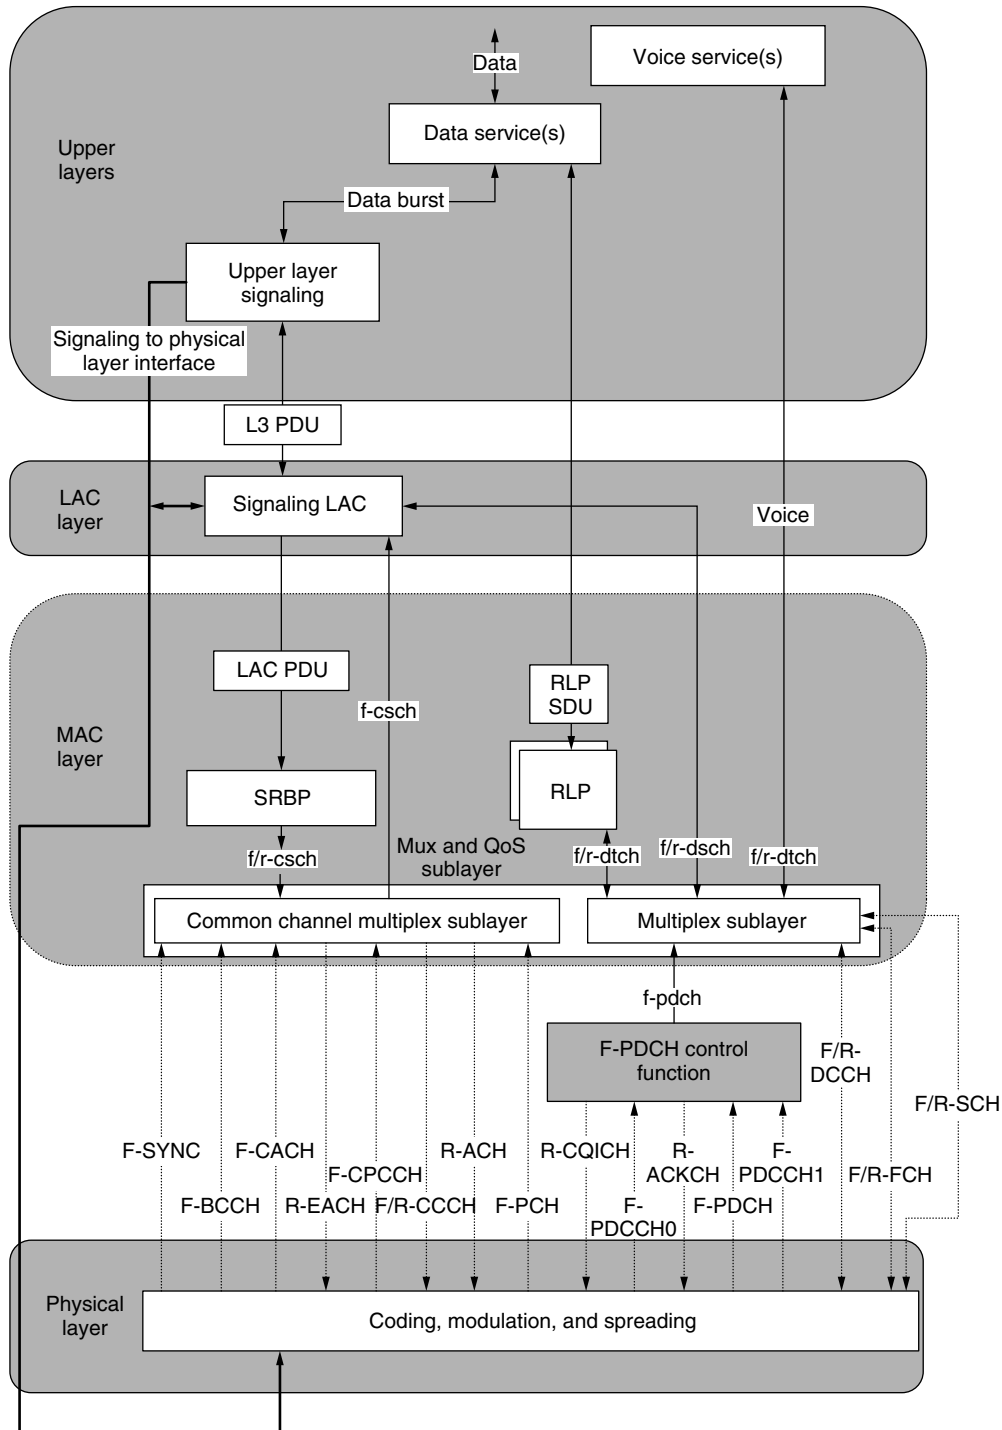 Data
Voice service(s)
Data service(s)
Upper
layers
Data burst
Upper layer
signaling
Signaling to physical
layer interface
L3 PDU
LAC
layer
Signaling LAC
Voice
LAC PDU
RLP
SDU
f-csch
MAC
layer
SRBP
RLP
Mux and QoS
sublayer
f/r-csch
f/r-dtch
f/r-dsch
f/r-dtch
Common channel multiplex sublayer
Multiplex sublayer
f-pdch
F-PDCH control
function
F/R-
DCCH
F/R-SCH
F-SYNC
F-CACH
F-CPCCH
R-ACH
R-CQICH
R-
ACKCH
F-
PDCCH1
F/R-FCH
F-BCCH
R-EACH
F/R-CCCH
F-PCH
F-
PDCCH0
F-PDCH
Physical
layer
Coding, modulation, and spreading